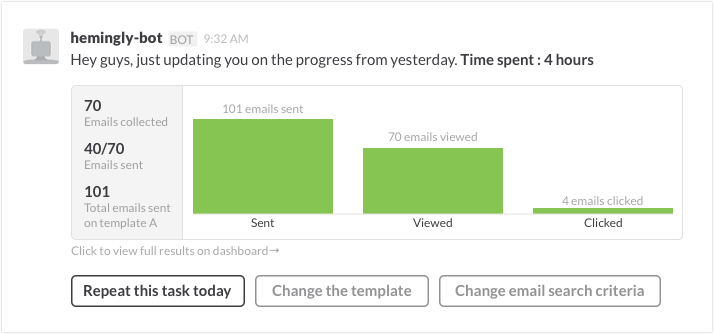 hemingly-bot BOT 9:32 AM
Hey guys, just updating you on the progress from yesterday. Time spent : 4 hours
70
Emails collected
40/70
Emails sent
101
Total emails sent
on template A
101 emails sent
70 emails viewed
4 emails clicked
Sent
Viewed
Clicked
Click to view full results on dashboard→
Repeat this task today
Change the template
Change email search criteria